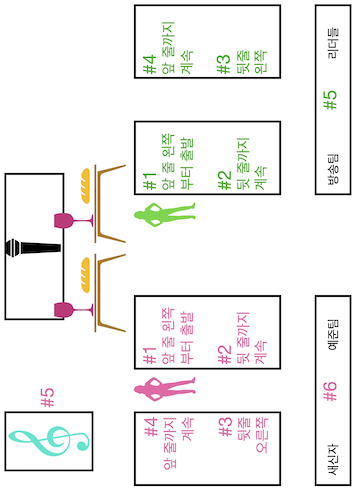 #5
#4
앞 줄까지
계속
#3
뒷줄
오른쪽
#1
앞 줄 왼쪽
부터 출발
#2
뒷 줄까지
계속
#1
앞 줄 왼쪽
부터 출발
#2
뒷 줄까지
계속
#4
앞 줄까지
계속
#3
뒷줄
왼쪽
새신자 #6 예준팀
방송팀 #5 리더들